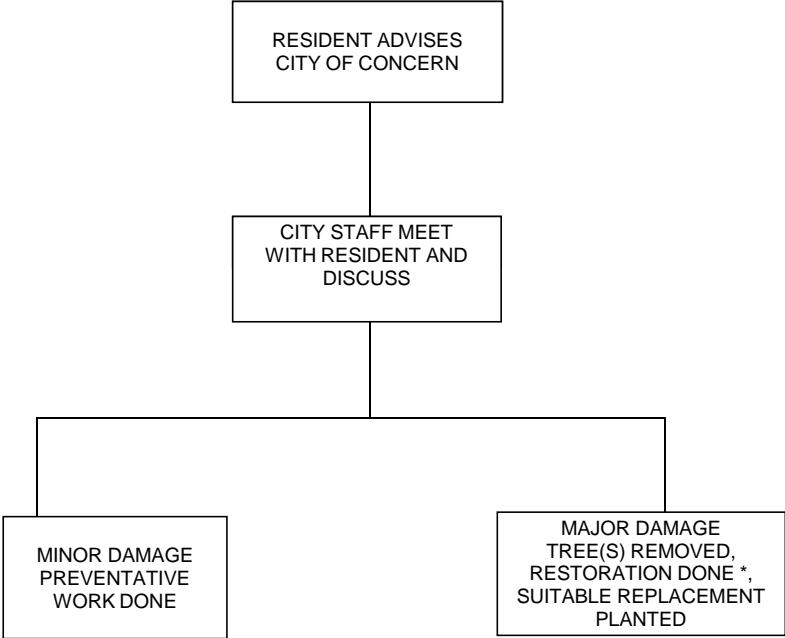 RESIDENT ADVISES
CITY OF CONCERN
CITY STAFF MEET
WITH RESIDENT AND
DISCUSS
MINOR DAMAGE
PREVENTATIVE
WORK DONE
MAJOR DAMAGE
TREE(S) REMOVED,
RESTORATION DONE *,
SUITABLE REPLACEMENT
PLANTED